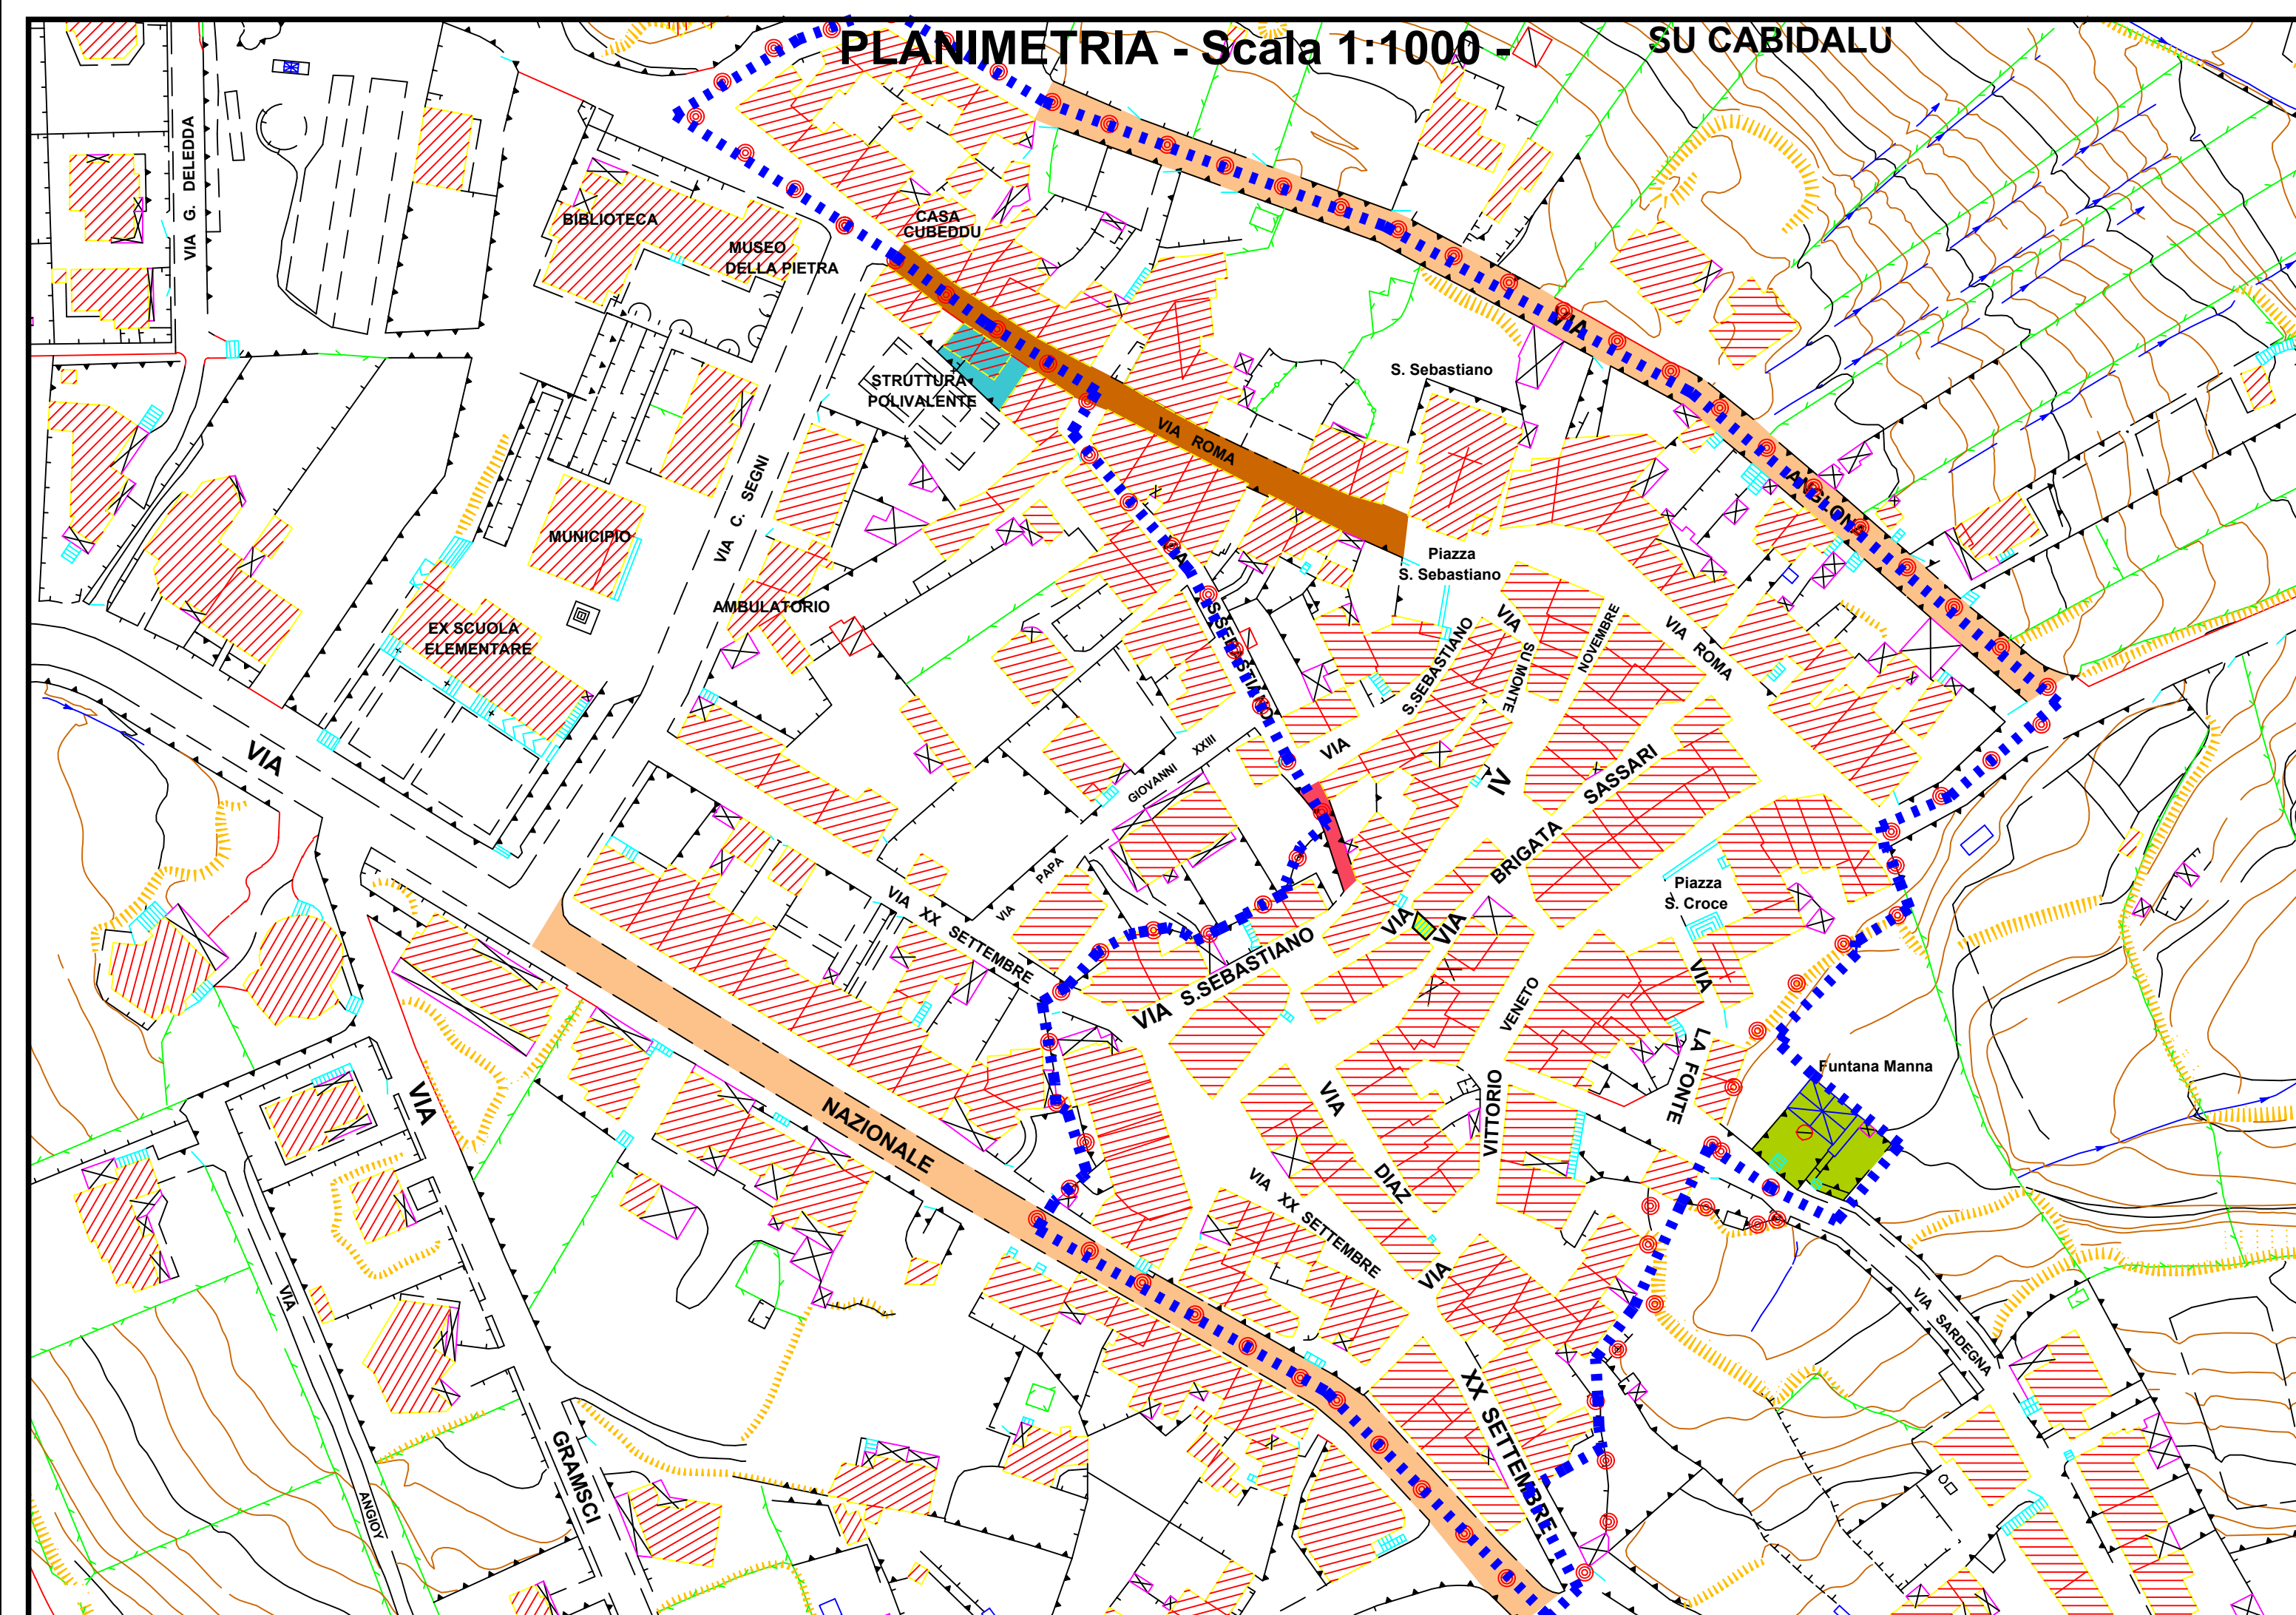 PLANIMETRIA - Scala 1:1000 -
SU CABIDALU
VIA G. DELEDDA
BIBLIOTECA
MUSEO
DELLA PIETRA
CASA
CUBEDDU
STRUTTURA
POLIVALENTE
S. Sebastiano
VIA
ANGLONA
VIA ROMA
VIA C. SEGNI
MUNICIPIO
Piazza
S. Sebastiano
AMBULATORIO
EX SCUOLA
ELEMENTARE
VIA
S. SEBASTIANO
VIA
S.SEBASTIANO
VIA
SU MONTE
NOVEMBRE
IV
VIA
VIA ROMA
VIA
BRIGATA
SASSARI
VIA
PAPA
GIOVANNI
XXIII
VIA XX SETTEMBRE
VIA S.SEBASTIANO
Piazza
S. Croce
VIA
LA FONTE
Funtana Manna
VENETO
VITTORIO
VIA
DIAZ
VIA
NAZIONALE
VIA
GRAMSCI
VIA
ANGIOY
VIA XX SETTEMBRE
VIA
XX SETTEMBRE
VIA SARDEGNA